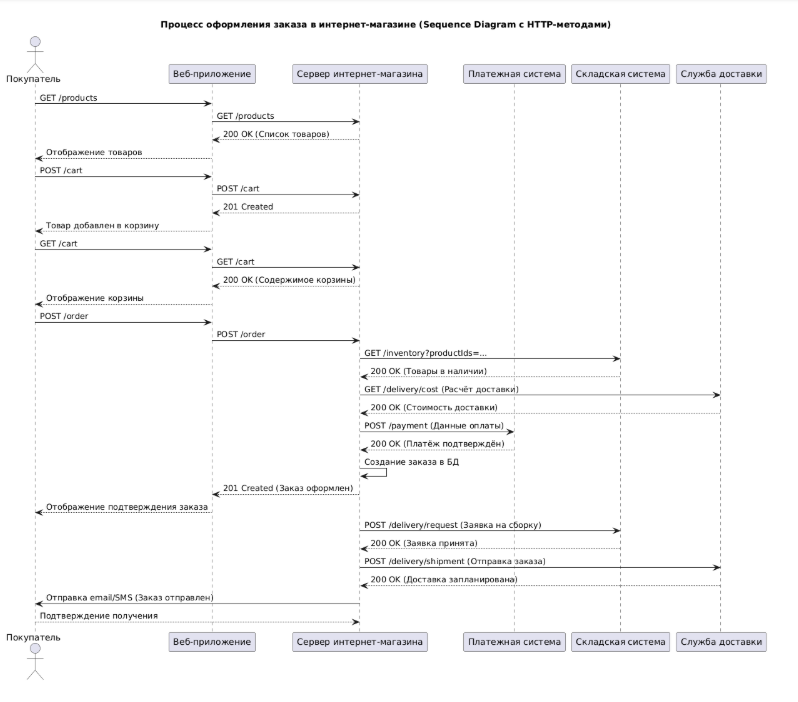 Процесс оформления заказа в интернет-магазине (Sequence Diagram с HTTP-методами)
Покупатель
Веб-приложение
Сервер интернет-магазина
Платежная система
Складская система
Служба доставки
GET /products
GET /products
200 OK (Список товаров)
Отображение товаров
POST /cart
POST /cart
201 Created
Товар добавлен в корзину
GET /cart
GET /cart
200 OK (Содержимое корзины)
Отображение корзины
POST /order
POST /order
GET /inventory?productIds=...
200 OK (Товары в наличии)
GET /delivery/cost (Расчёт доставки)
200 OK (Стоимость доставки)
POST /payment (Данные оплаты)
200 OK (Платёж подтверждён)
Создание заказа в БД
201 Created (Заказ оформлен)
Отображение подтверждения заказа
POST /delivery/request (Заявка на сборку)
200 OK (Заявка принята)
POST /delivery/shipment (Отправка заказа)
200 OK (Доставка запланирована)
Отправка email/SMS (Заказ отправлен)
Подтверждение получения
Покупатель
Веб-приложение
Сервер интернет-магазина
Платежная система
Складская система
Служба доставки